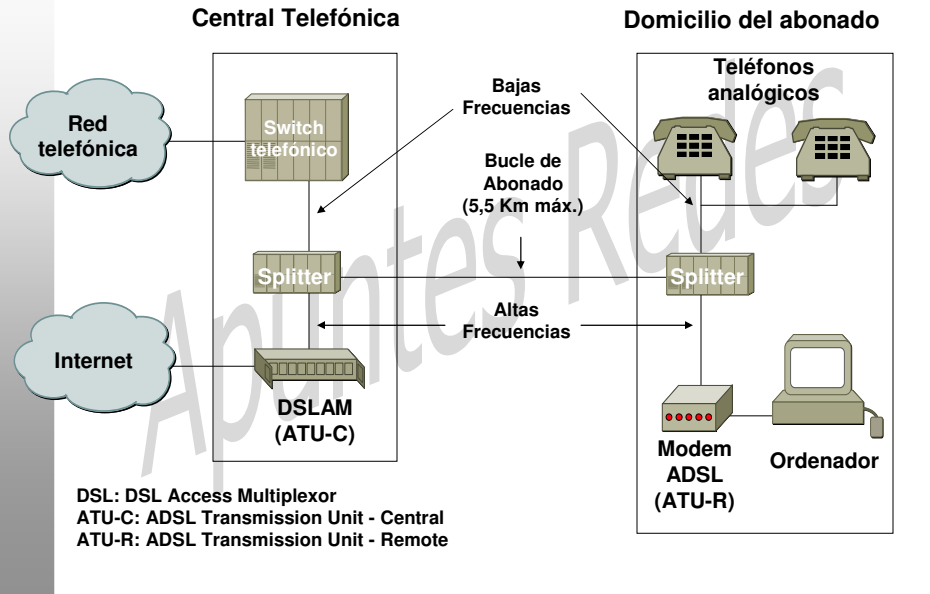 Central Telefónica
Domicilio del abonado
Teléfonos
analógicos
Bajas
Frecuencias
Red
telefónica
Switch
telefónico
Bucle de
Abonado
(5,5 Km máx.)
Splitter
Splitter
Altas
Frecuencias
Internet
DSLAM
(ATU-C)
Modem
ADSL
(ATU-R)
Ordenador
DSL: DSL Access Multiplexor
ATU-C: ADSL Transmission Unit - Central
ATU-R: ADSL Transmission Unit - Remote
Apuntes Redes